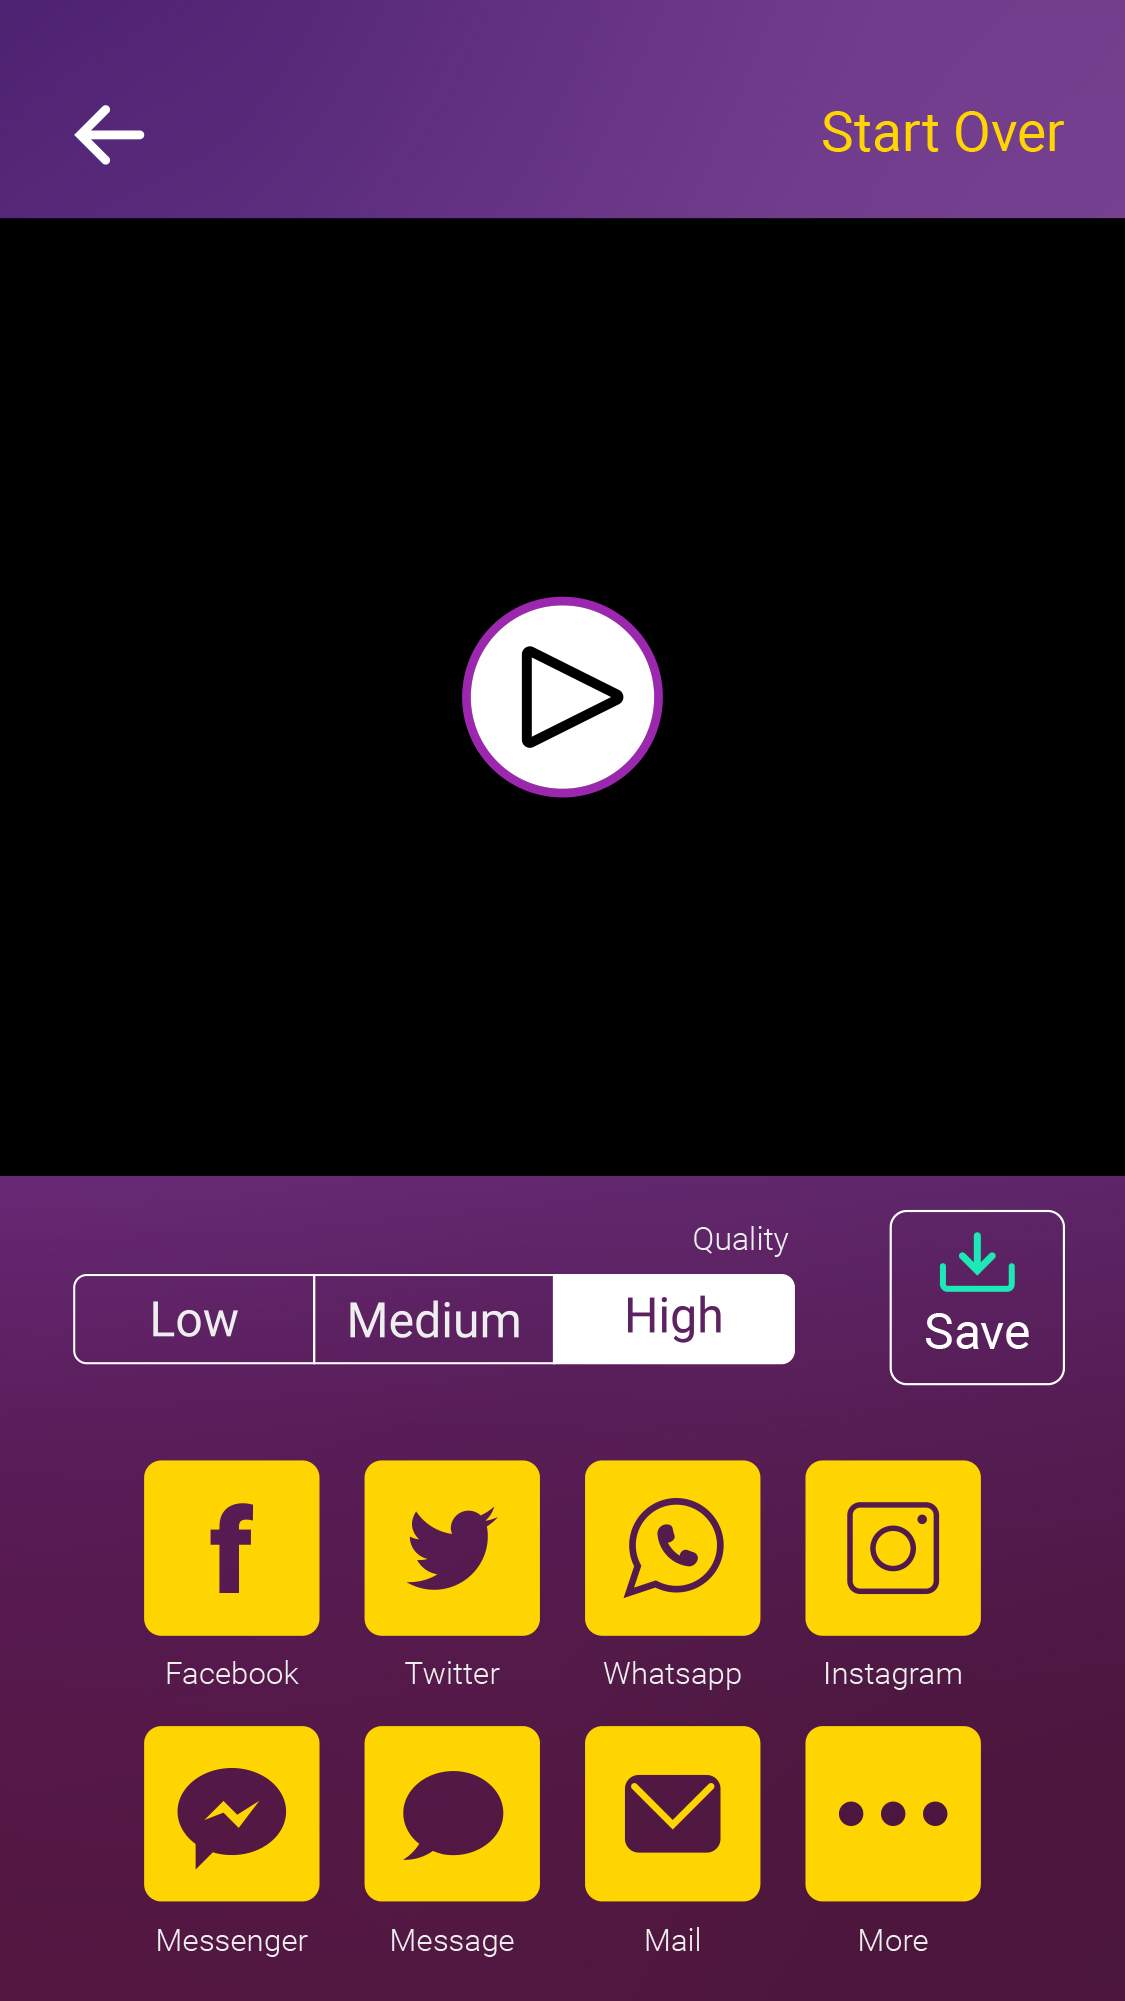 Start Over
Quality
Low Medium High
Save
Facebook Twitter Whatsapp Instagram
Messenger Message Mail More